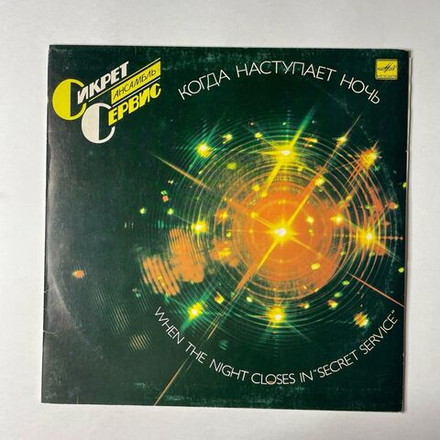 СИКРЕТ
АНСАМБЛЬ
СЕРВИС
КОГДА НАСТУПАЕТ НОЧЬ
WHEN THE NIGHT CLOSES IN "SECRET SERVICE"